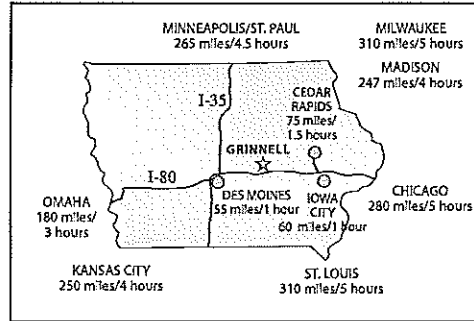 MINNEAPOLIS/ST. PAUL
265 miles/4.5 hours
MILWAUKEE
310 miles/5 hours
MADISON
247 miles/4 hours
I-35
CEDAR
RAPIDS
75 miles/
1.5 hours
GRINNELL
I-80
DES MOINES
55 miles/1 hour
IOWA
CITY
60 miles/1 hour
CHICAGO
280 miles/5 hours
OMAHA
180 miles/
3 hours
KANSAS CITY
250 miles/4 hours
ST. LOUIS
310 miles/5 hours